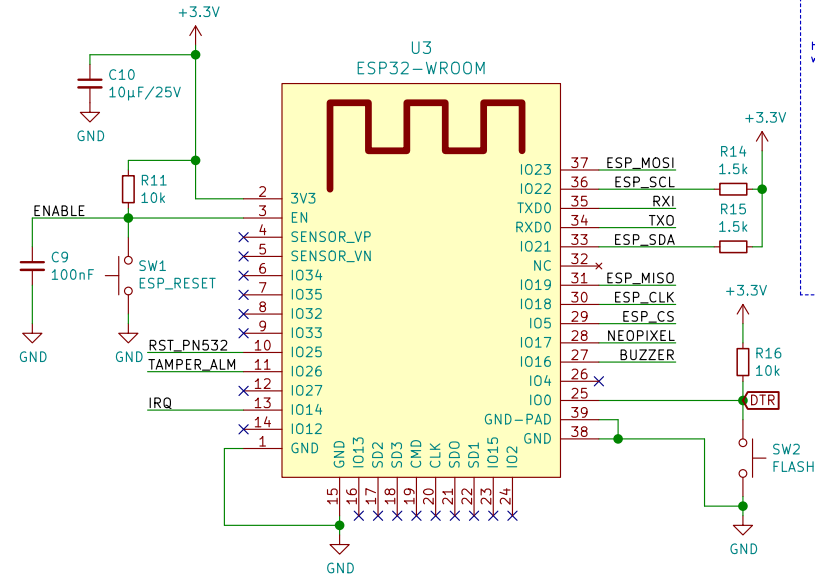 +3.3V
U3
ESP32-WROOM
C10
10µF/25V
GND
+3.3V
R14
1.5k
R15
1.5k
R11
10k
ENABLE
C9
100nF
SW1
ESP_RESET
GND
GND
2 3V3
3 EN
4 SENSOR_VP
5 SENSOR_VN
6 IO34
7 IO35
8 IO32
9 IO33
RST_PN532 10 IO25
TAMPER_ALM 11 IO26
12 IO27
IRQ 13 IO14
14 IO12
1 GND
IO23 37 ESP_MOSI
IO22 36 ESP_SCL
TXD0 35 RXI
RXD0 34 TXO
IO21 33 ESP_SDA
NC 32
IO19 31 ESP_MISO
IO18 30 ESP_CLK
IO5 29 ESP_CS
IO17 28 NEOPIXEL
IO16 27 BUZZER
IO4 26
IO0 25
GND-PAD 39
GND 38
GND 15
IO13 16
SD2 17
SD3 18
CMD 19
CLK 20
SD0 21
SD1 22
IO15 23
IO2 24
GND
+3.3V
R16
10k
DTR
SW2
FLASH
GND